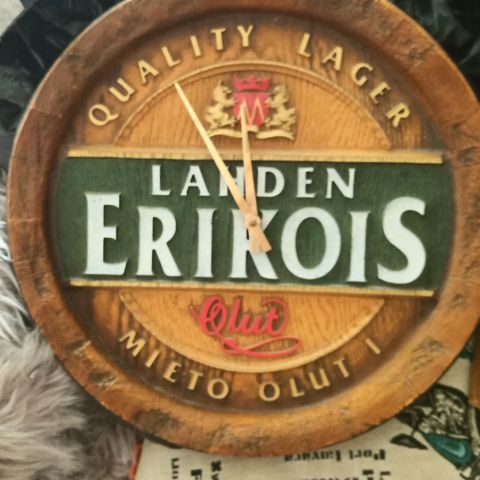 QUALITY LAGER
M
LAHDEN
ERIKOIS
Olut
MIETO OLUT I